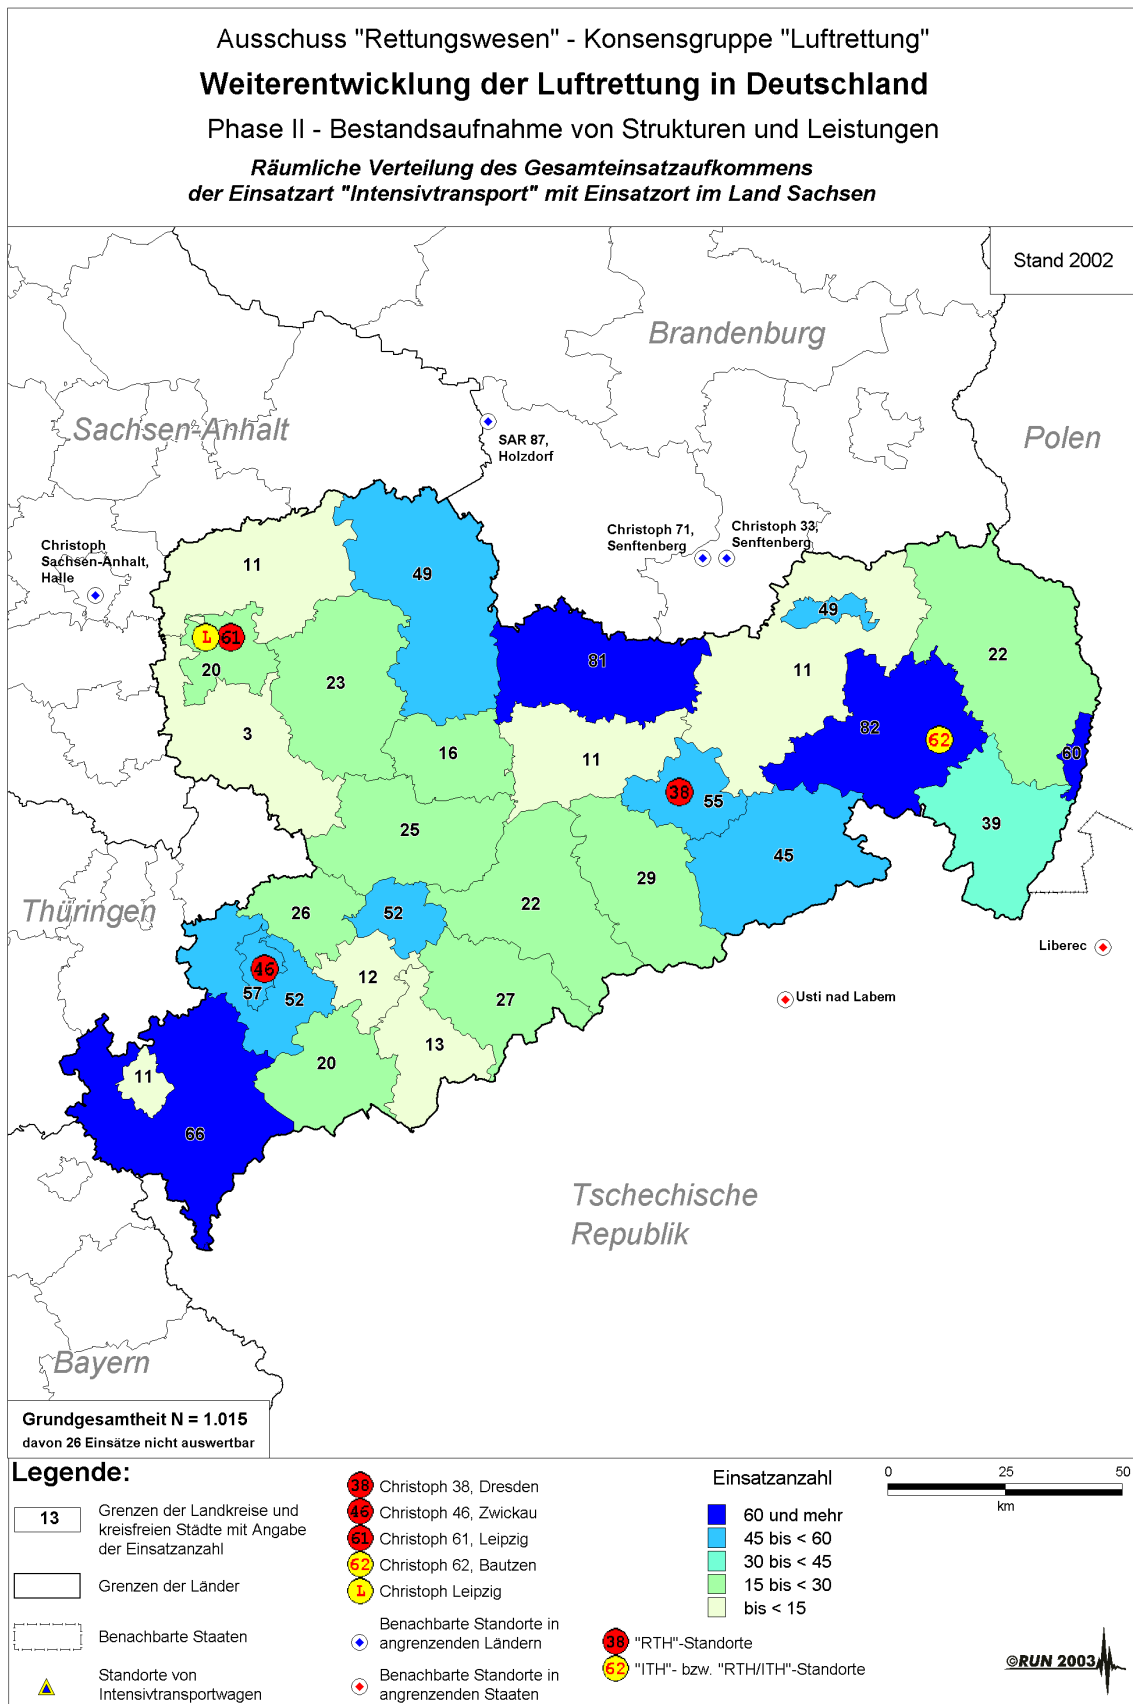 Ausschuss "Rettungswesen" - Konsensgruppe "Luftrettung"
Weiterentwicklung der Luftrettung in Deutschland
Phase II - Bestandsaufnahme von Strukturen und Leistungen
Räumliche Verteilung des Gesamteinsatzaufkommens
der Einsatzart "Intensivtransport" mit Einsatzort im Land Sachsen
Stand 2002
Brandenburg
Sachsen-Anhalt
Polen
SAR 87,
Holzdorf
Christoph 71,
Senftenberg
Christoph 33,
Senftenberg
Christoph
Sachsen-Anhalt,
Halle
11
49
49
L 61
20
23
81
11
22
3
16
11
82
62
60
38
55
25
45
39
29
Thüringen
26
52
22
Liberec
46
57
52
12
27
Usti nad Labem
13
20
11
66
Tschechische
Republik
Bayern
Grundgesamtheit N = 1.015
davon 26 Einsätze nicht auswertbar
Legende:
13
Grenzen der Landkreise und
kreisfreien Städte mit Angabe
der Einsatzanzahl
Grenzen der Länder
Benachbarte Staaten
Standorte von
Intensivtransportwagen
38 Christoph 38, Dresden
46 Christoph 46, Zwickau
61 Christoph 61, Leipzig
62 Christoph 62, Bautzen
L Christoph Leipzig
Benachbarte Standorte in
angrenzenden Ländern
Benachbarte Standorte in
angrenzenden Staaten
Einsatzanzahl
60 und mehr
45 bis < 60
30 bis < 45
15 bis < 30
bis < 15
38 "RTH"-Standorte
62 "ITH"- bzw. "RTH/ITH"-Standorte
0 25 50
km
©RUN 2003